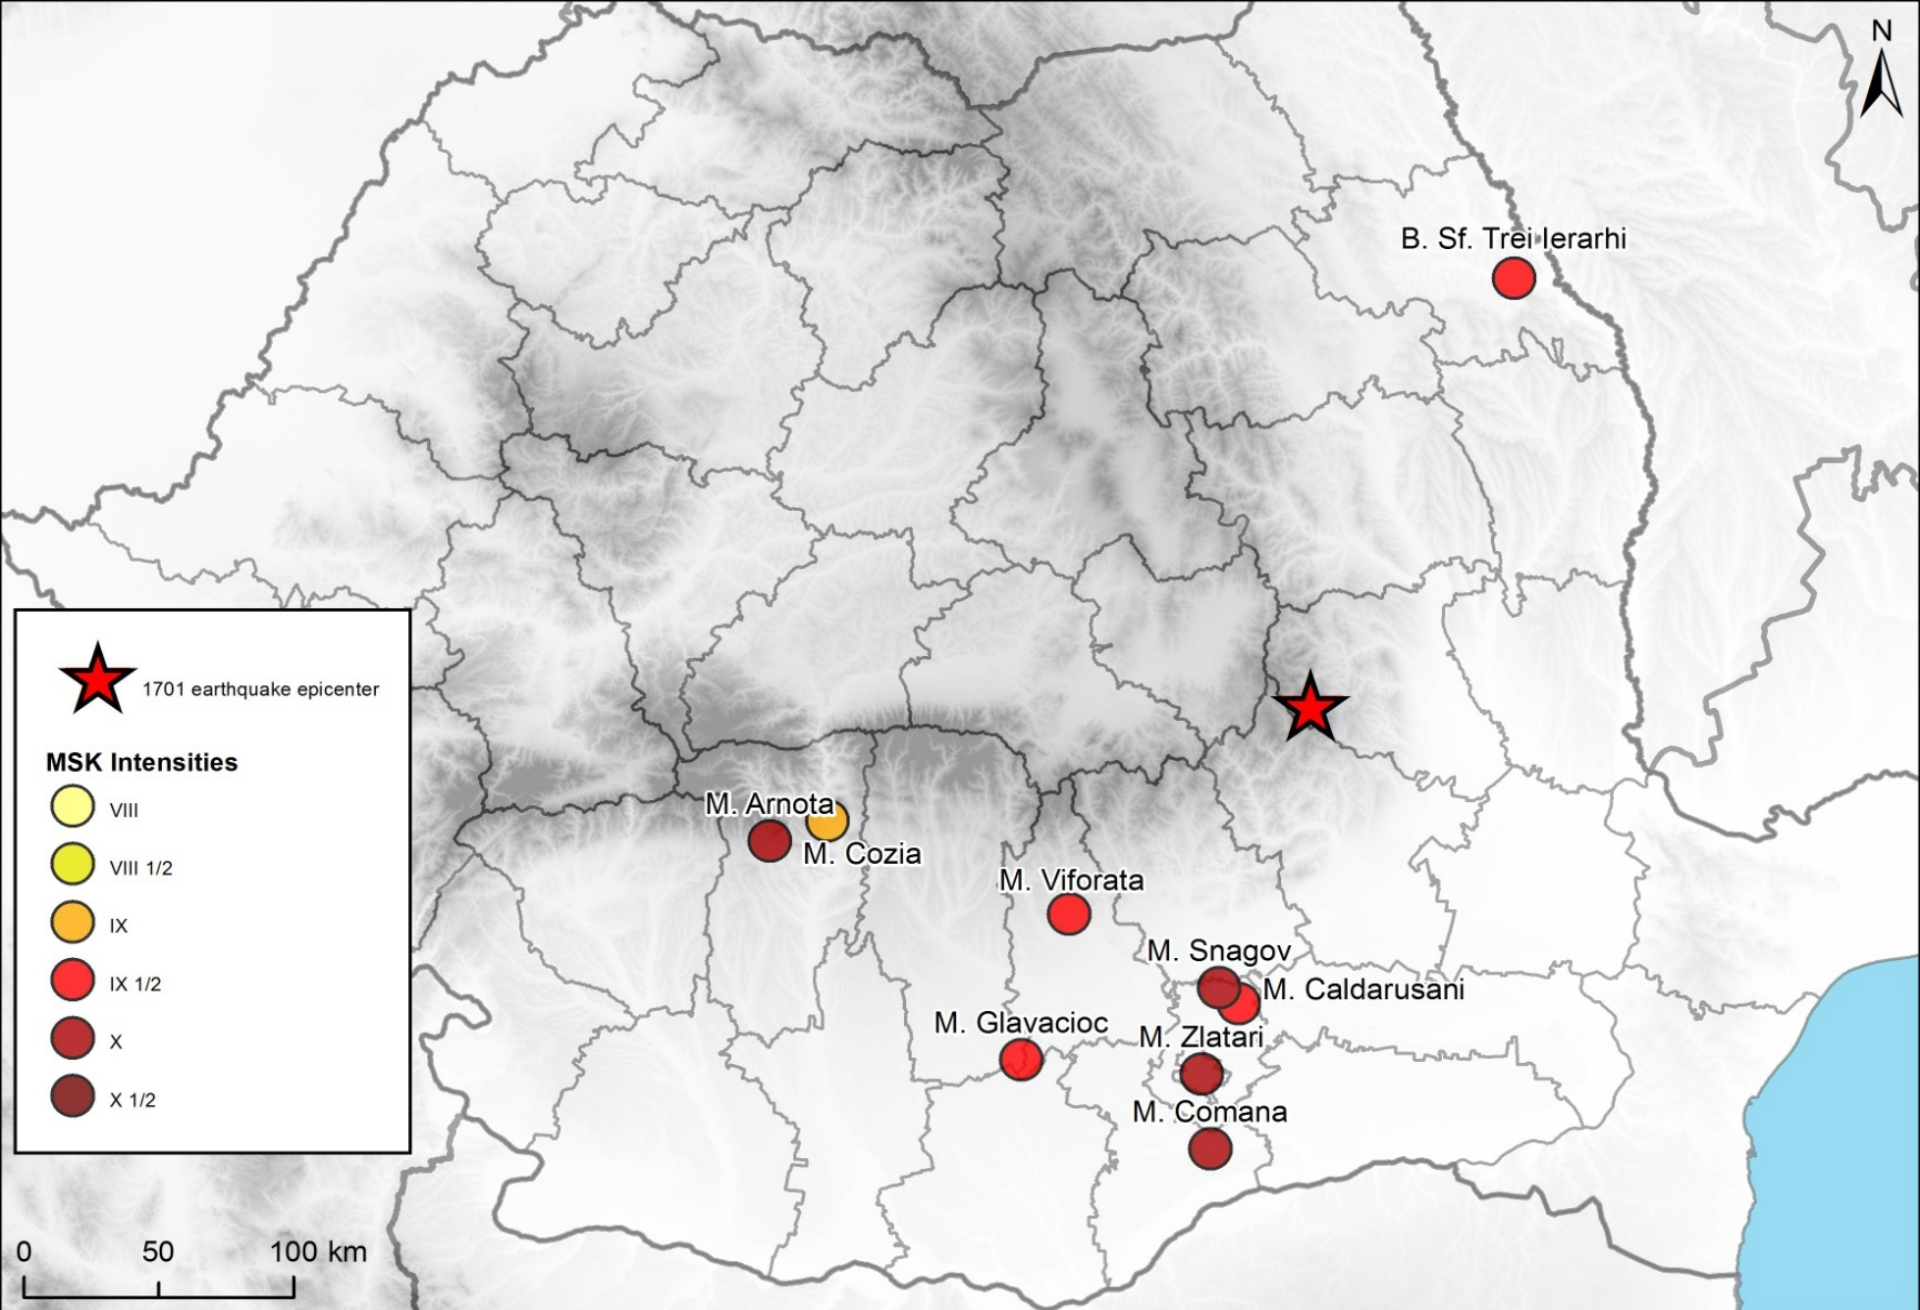 N
B. Sf. Trei Ierarhi
1701 earthquake epicenter
MSK Intensities
VIII
VIII 1/2
IX
IX 1/2
X
X 1/2
M. Arnota
M. Cozia
M. Viforata
M. Snagov
M. Caldarusani
M. Glavacioc
M. Zlatari
M. Comana
0 50 100 km